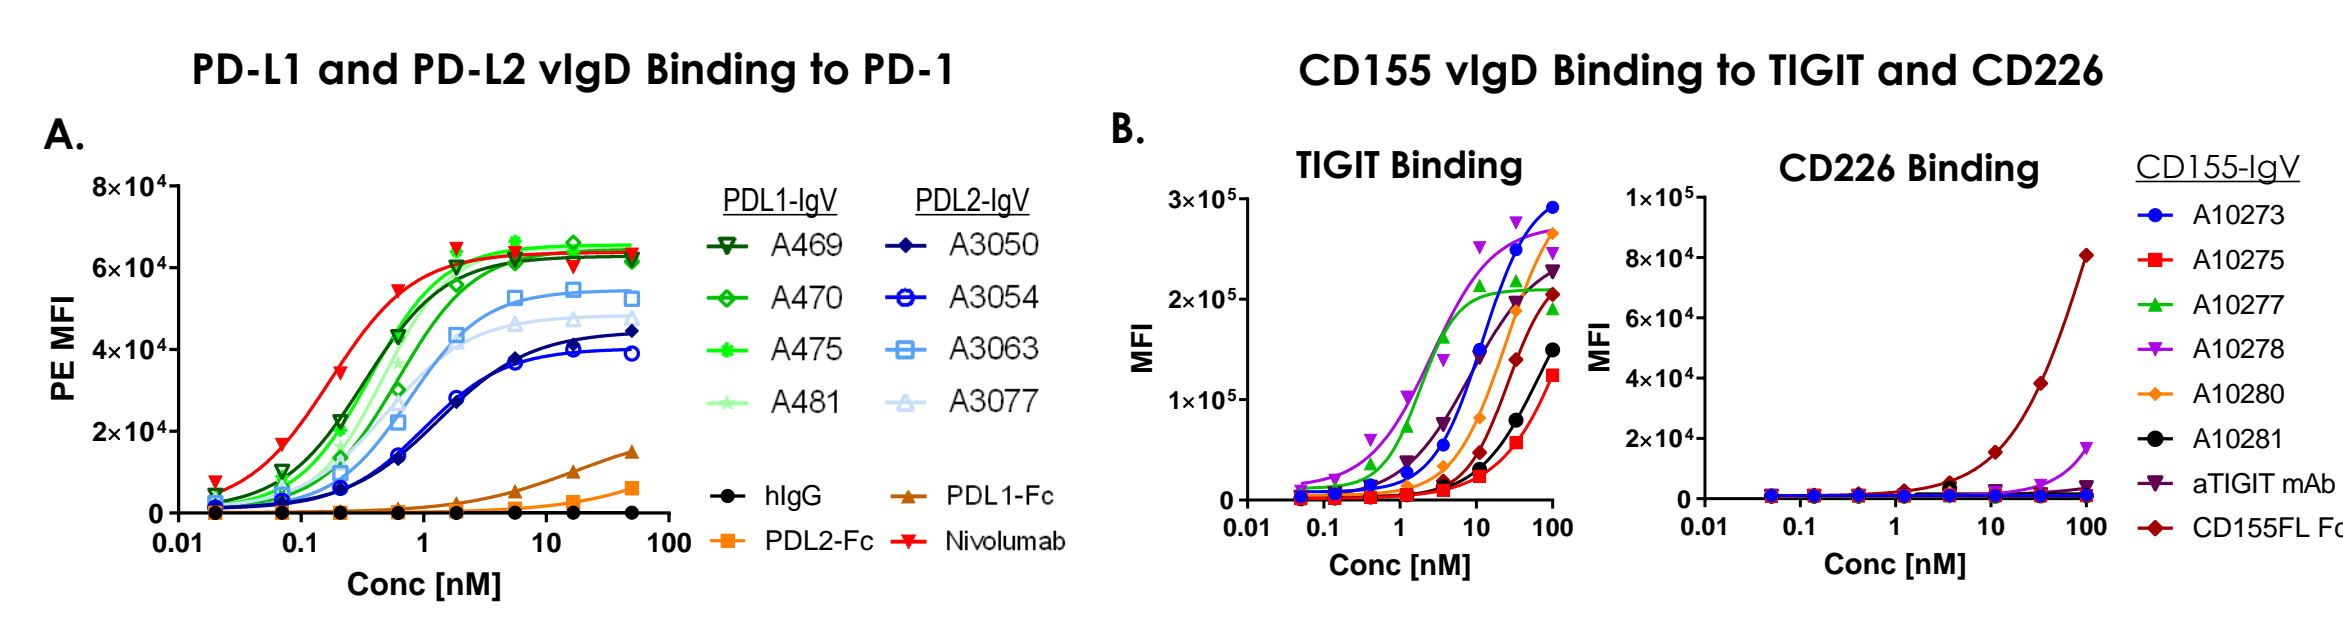 PD-L1 and PD-L2 vIgD Binding to PD-1
CD155 vIgD Binding to TIGIT and CD226
A.
PE MFI
8×10⁴
6×10⁴
4×10⁴
2×10⁴
0
0.01 0.1 1 10 100
Conc [nM]
PDL1-IgV PDL2-IgV
A469 A3050
A470 A3054
A475 A3063
A481 A3077
hIgG PDL1-Fc
PDL2-Fc Nivolumab
B.
TIGIT Binding
MFI
3×10⁵
2×10⁵
1×10⁵
0
0.01 0.1 1 10 100
Conc [nM]
CD226 Binding
MFI
1×10⁵
8×10⁴
6×10⁴
4×10⁴
2×10⁴
0
0.01 0.1 1 10 100
Conc [nM]
CD155-IgV
A10273
A10275
A10277
A10278
A10280
A10281
aTIGIT mAb
CD155FL Fc